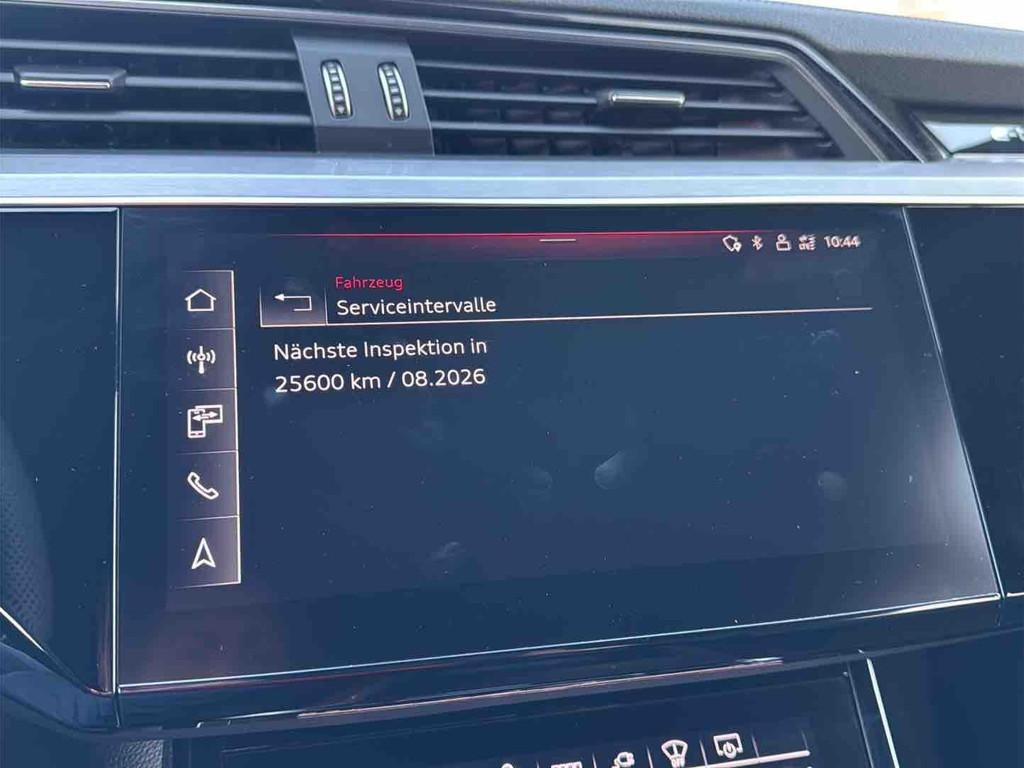 10:44
Fahrzeug
Serviceintervalle
Nächste Inspektion in
25600 km / 08.2026